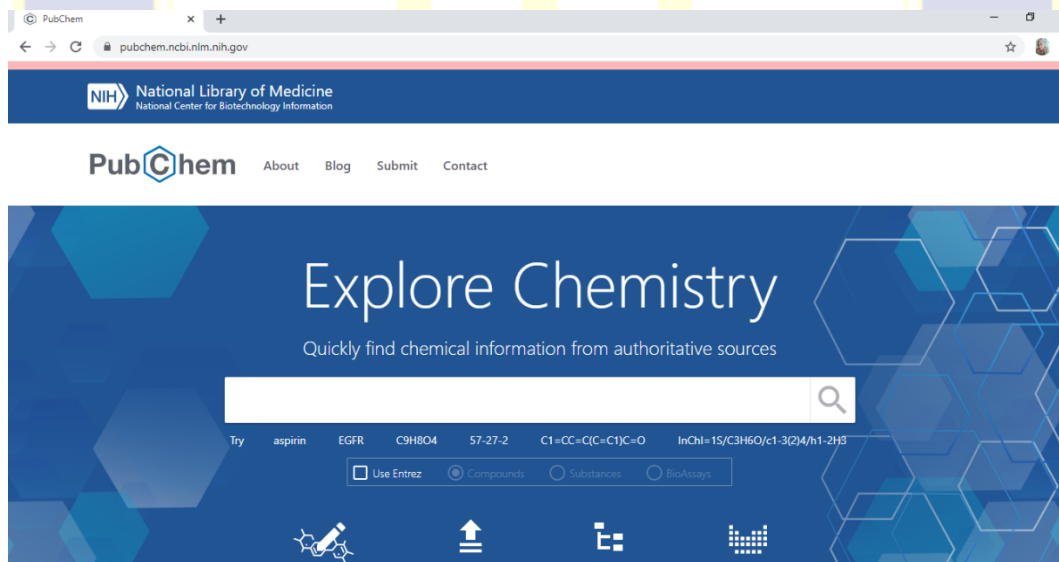 PubChem
pubchem.ncbi.nlm.nih.gov
NIH National Library of Medicine
National Center for Biotechnology Information
PubChem About Blog Submit Contact
Explore Chemistry
Quickly find chemical information from authoritative sources
Try aspirin EGFR C9H8O4 57-27-2 C1=CC=C(C=C1)C=O InChI=1S/C3H6O/c1-3(2)4/h1-2H3
Use Entrez Compounds Substances BioAssays